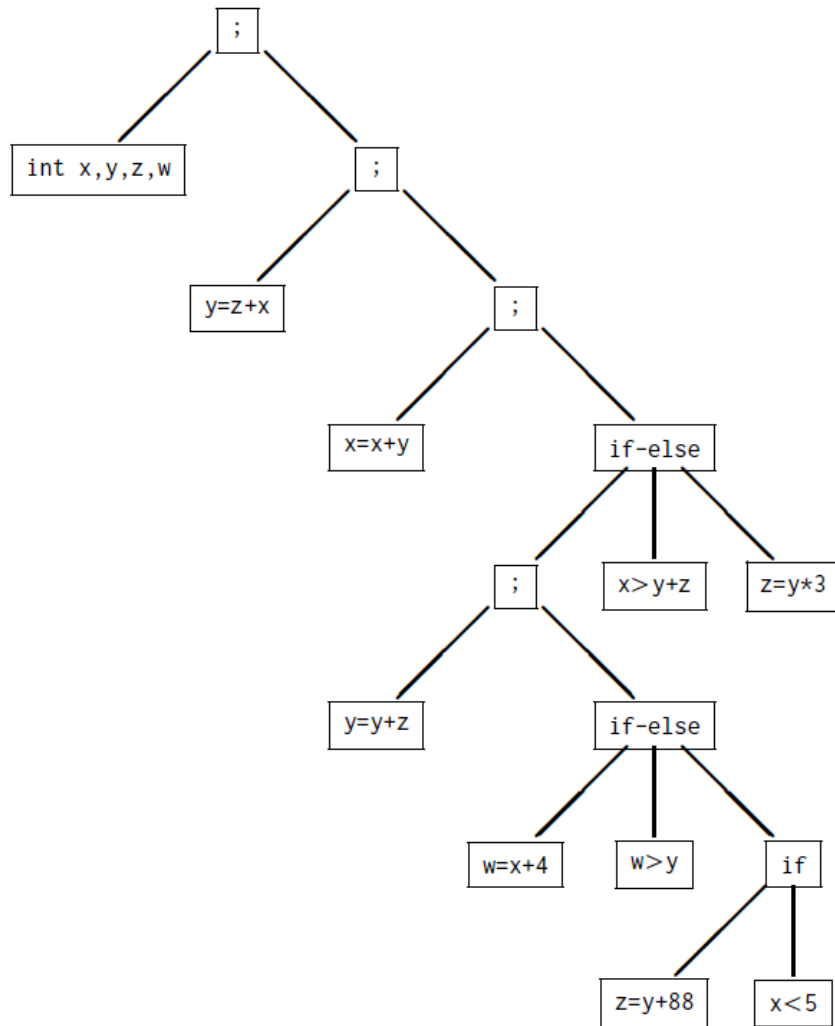 ;
int x,y,z,w
;
y=z+x
;
x=x+y
if-else
;
x>y+z
z=y*3
y=y+z
if-else
w=x+4
w>y
if
z=y+88
x<5